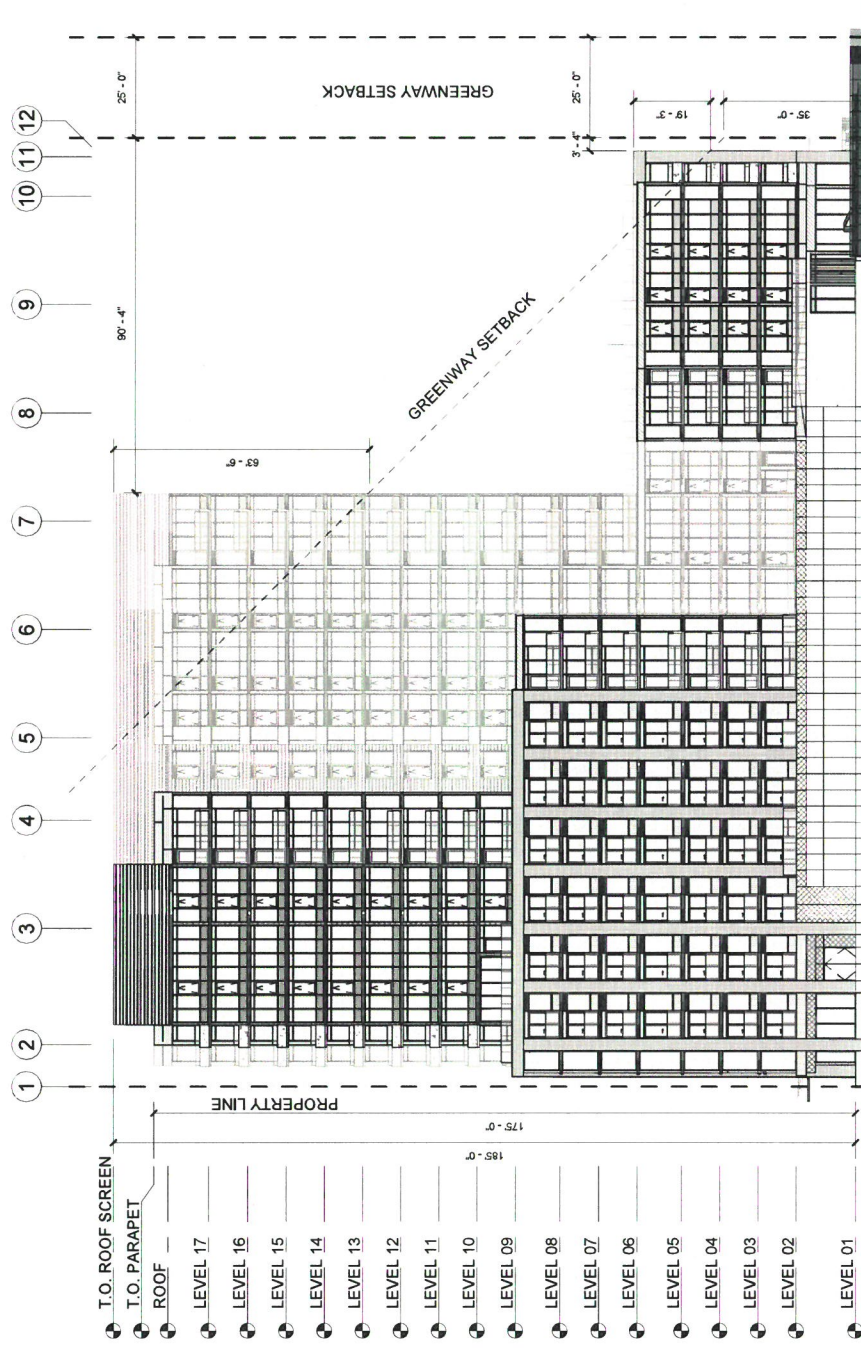 1
2
3
4
5
6
7
8
9
10
11
12
T.O. ROOF SCREEN
T.O. PARAPET
ROOF
LEVEL 17
LEVEL 16
LEVEL 15
LEVEL 14
LEVEL 13
LEVEL 12
LEVEL 11
LEVEL 10
LEVEL 09
LEVEL 08
LEVEL 07
LEVEL 06
LEVEL 05
LEVEL 04
LEVEL 03
LEVEL 02
LEVEL 01
185' - 0"
175' - 0"
PROPERTY LINE
63' - 6"
90' - 4"
25' - 0"
GREENWAY SETBACK
GREENWAY SETBACK
3' - 4"
25' - 0"
19' - 3"
35' - 0"